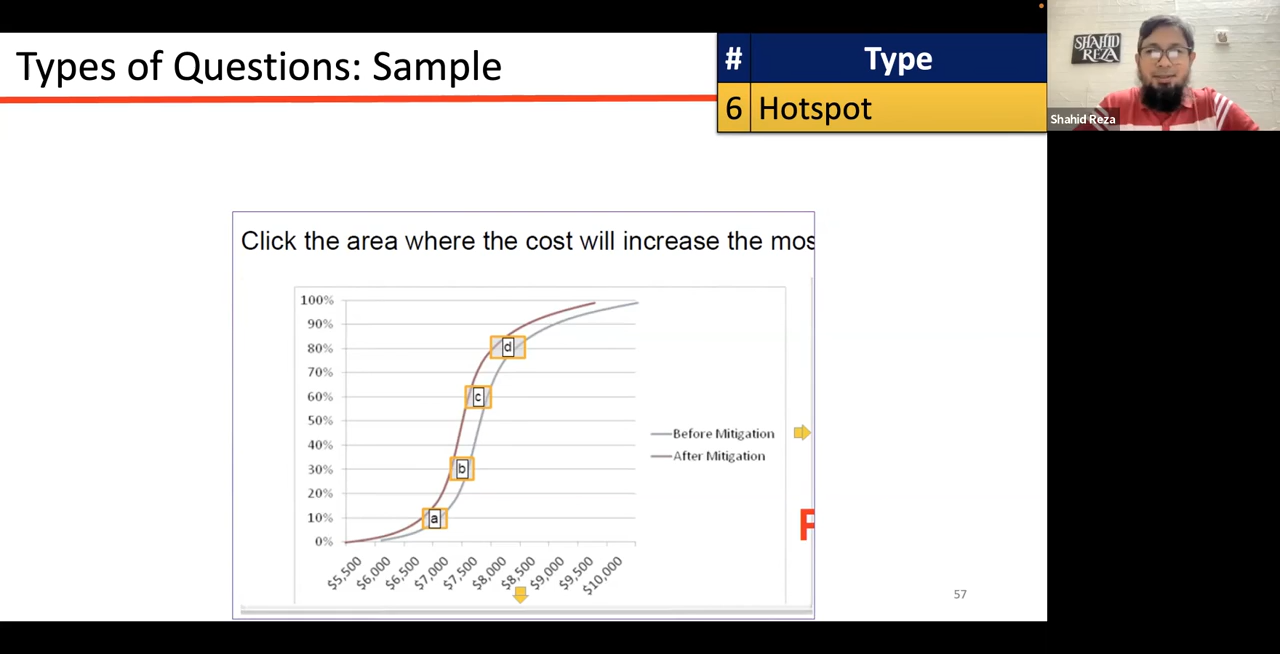 Types of Questions: Sample
# Type
6 Hotspot
SHAHID
REZA
Shahid Reza
Click the area where the cost will increase the mos
100%
90%
80%
70%
60%
50%
40%
30%
20%
10%
0%
d
c
b
a
Before Mitigation
After Mitigation
F
$5,500 $6,000 $6,500 $7,000 $7,500 $8,000 $8,500 $9,000 $9,500 $10,000
57